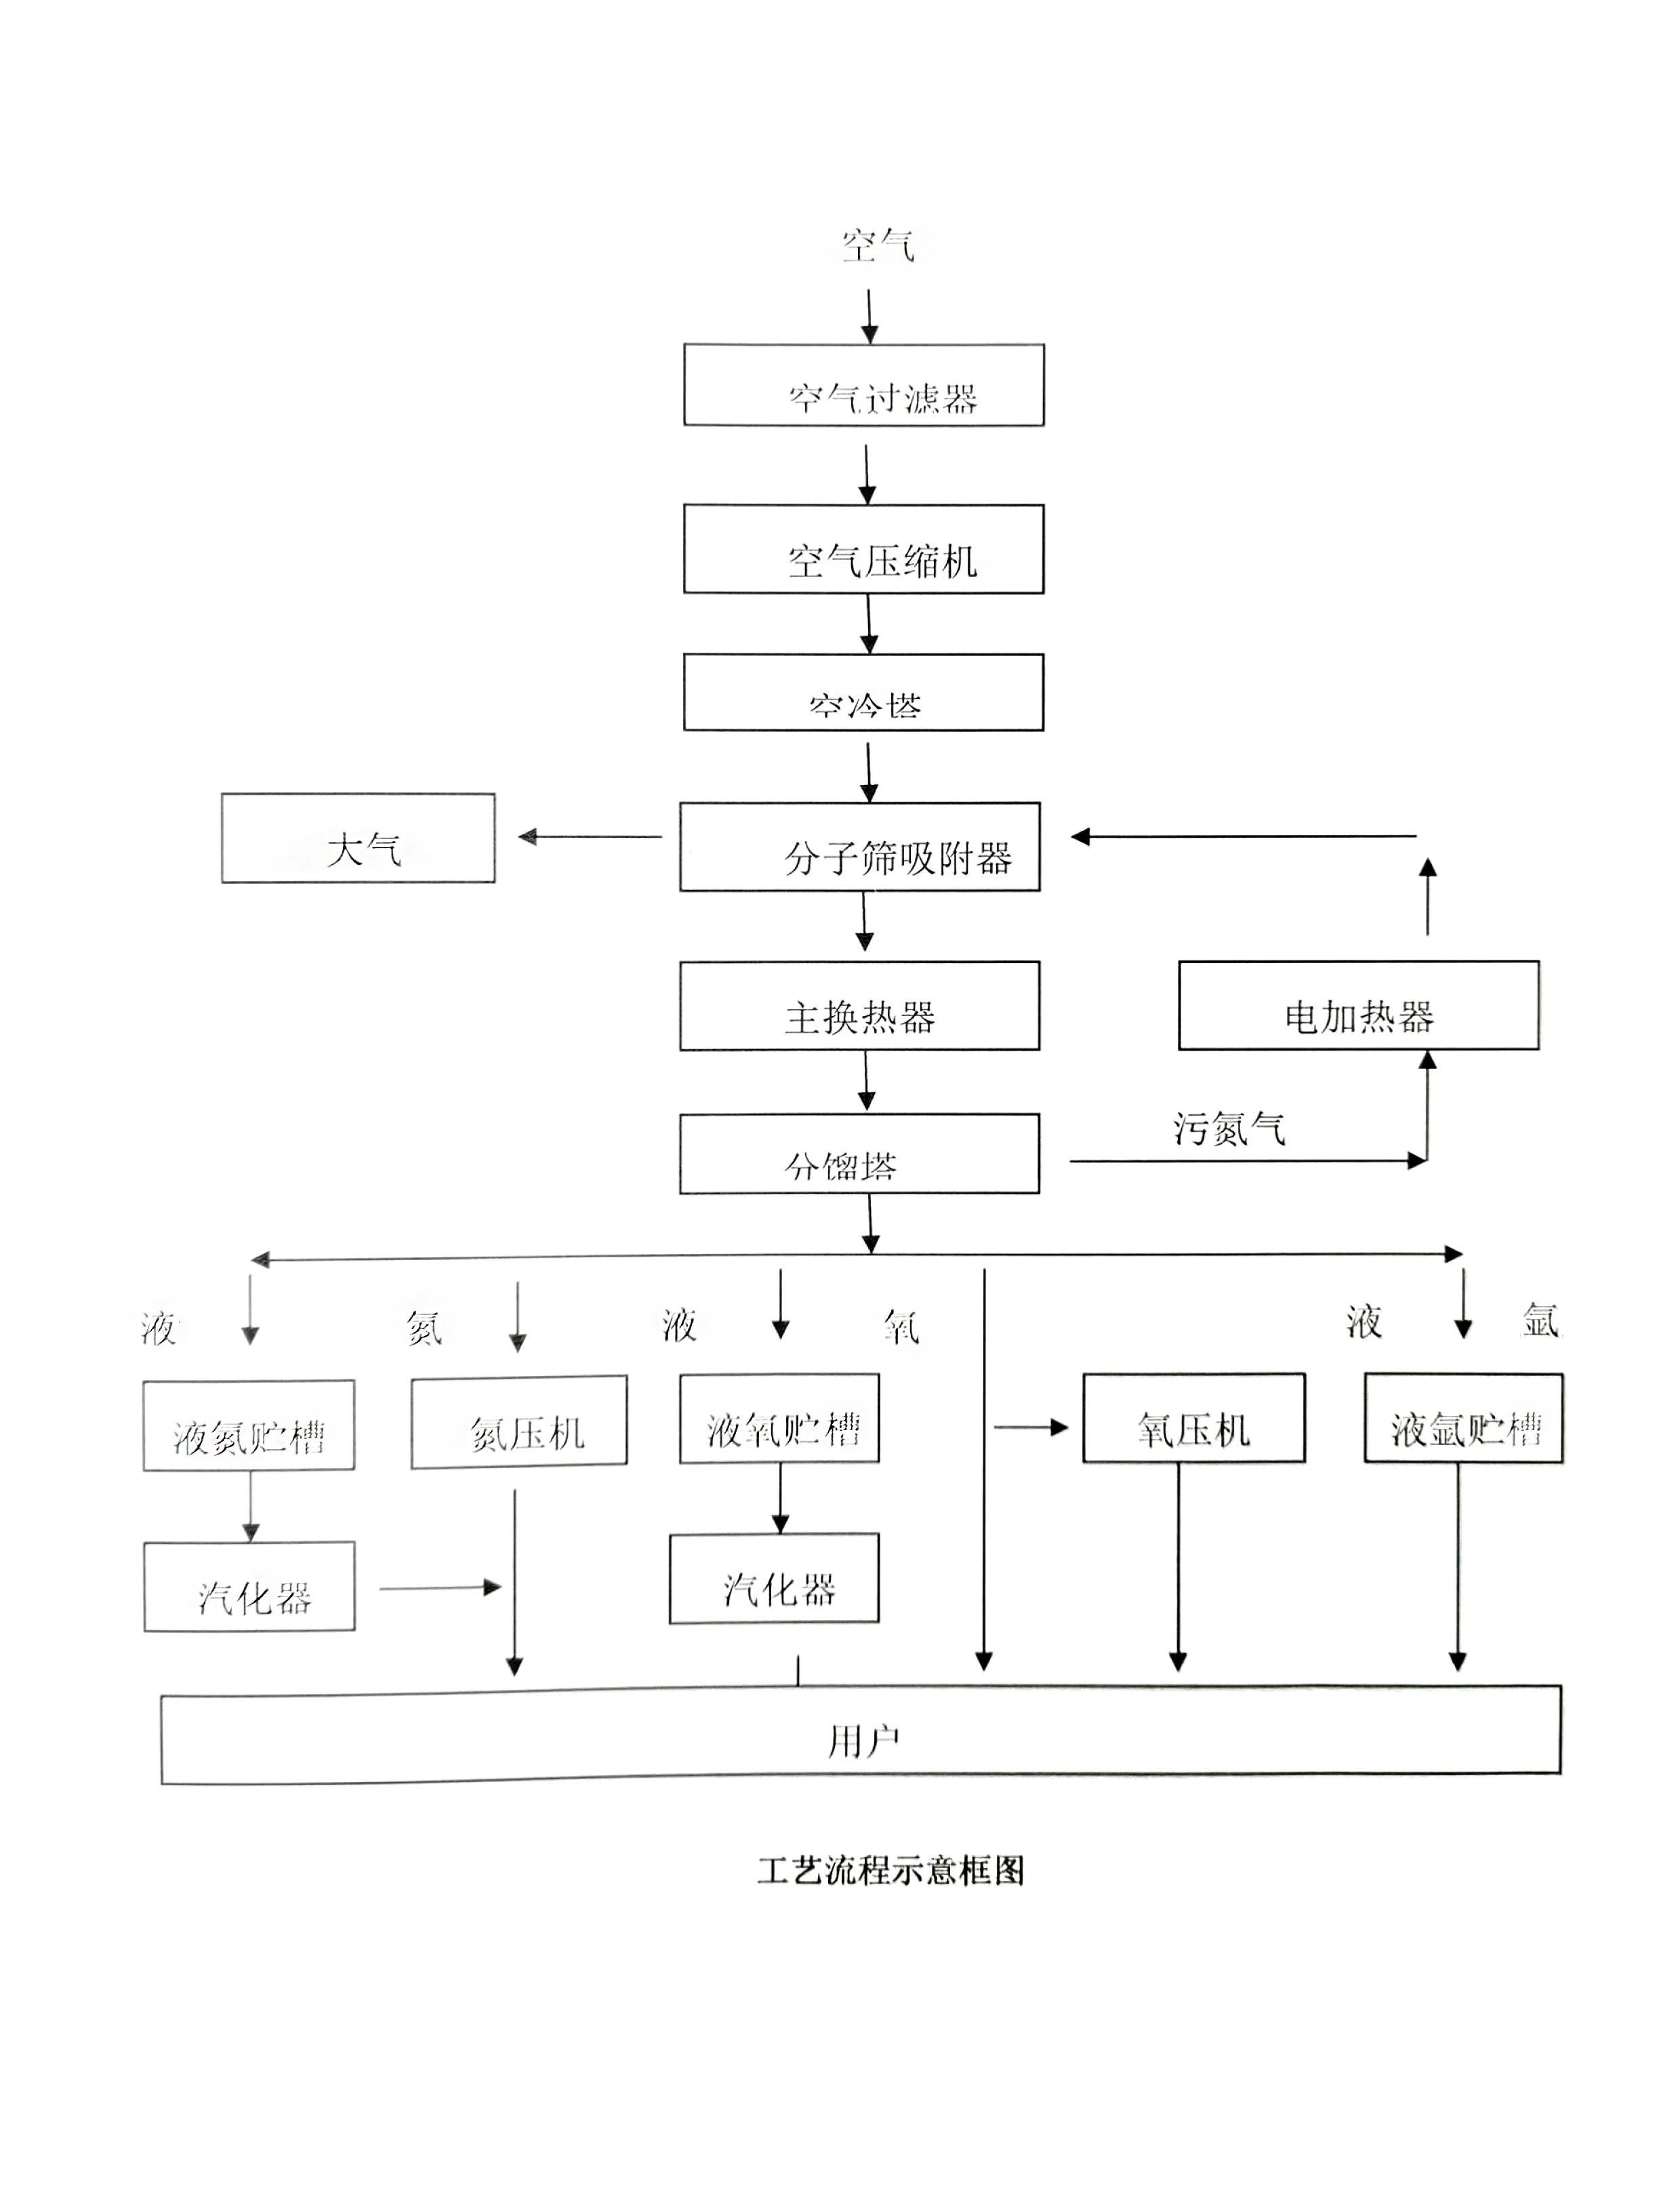 空气
空气过滤器
空气压缩机
空冷塔
大气
分子筛吸附器
主换热器
电加热器
污氮气
分馏塔
液 氮 液 氧 液 氩
液氮贮槽 氮压机 液氧贮槽 氧压机 液氩贮槽
汽化器 汽化器
用户
工艺流程示意框图